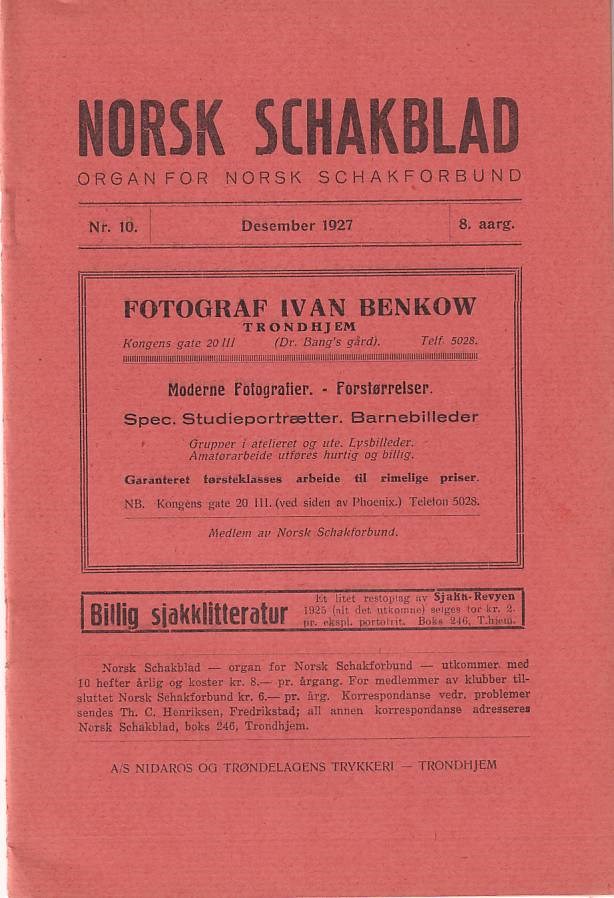 NORSK SCHAKBLAD
ORGAN FOR NORSK SCHAKFORBUND
Nr. 10. Desember 1927 8. aarg.
FOTOGRAF IVAN BENKOW
TRONDHJEM
Kongens gate 20 III (Dr. Bang's gård). Telf. 5028.
Moderne Fotografier. - Forstørrelser.
Spec. Studieportrætter. Barnebilleder
Grupper i atelieret og ute. Lysbilleder.
Amatørarbeide utføres hurtig og billig.
Garanteret førsteklasses arbeide til rimelige priser.
NB. Kongens gate 20 III. (ved siden av Phoenix.) Telefon 5028.
Medlem av Norsk Schakforbund.
Billig sjakklitteratur
Et litet restoplag av Sjakk-Revyen
1925 (alt det utkomne) selges for kr. 2.
pr. ekspl. portofrit. Boks 246, T.hjem.
Norsk Schakblad — organ for Norsk Schakforbund — utkommer med
10 hefter årlig og koster kr. 8.— pr. årgang. For medlemmer av klubber til-
sluttet Norsk Schakforbund kr. 6.— pr. årg. Korrespondanse vedr. problemer
sendes Th. C. Henriksen, Fredrikstad; all annen korrespondanse adresseres
Norsk Schakblad, boks 246, Trondhjem.
A/S NIDAROS OG TRØNDELAGENS TRYKKERI — TRONDHJEM